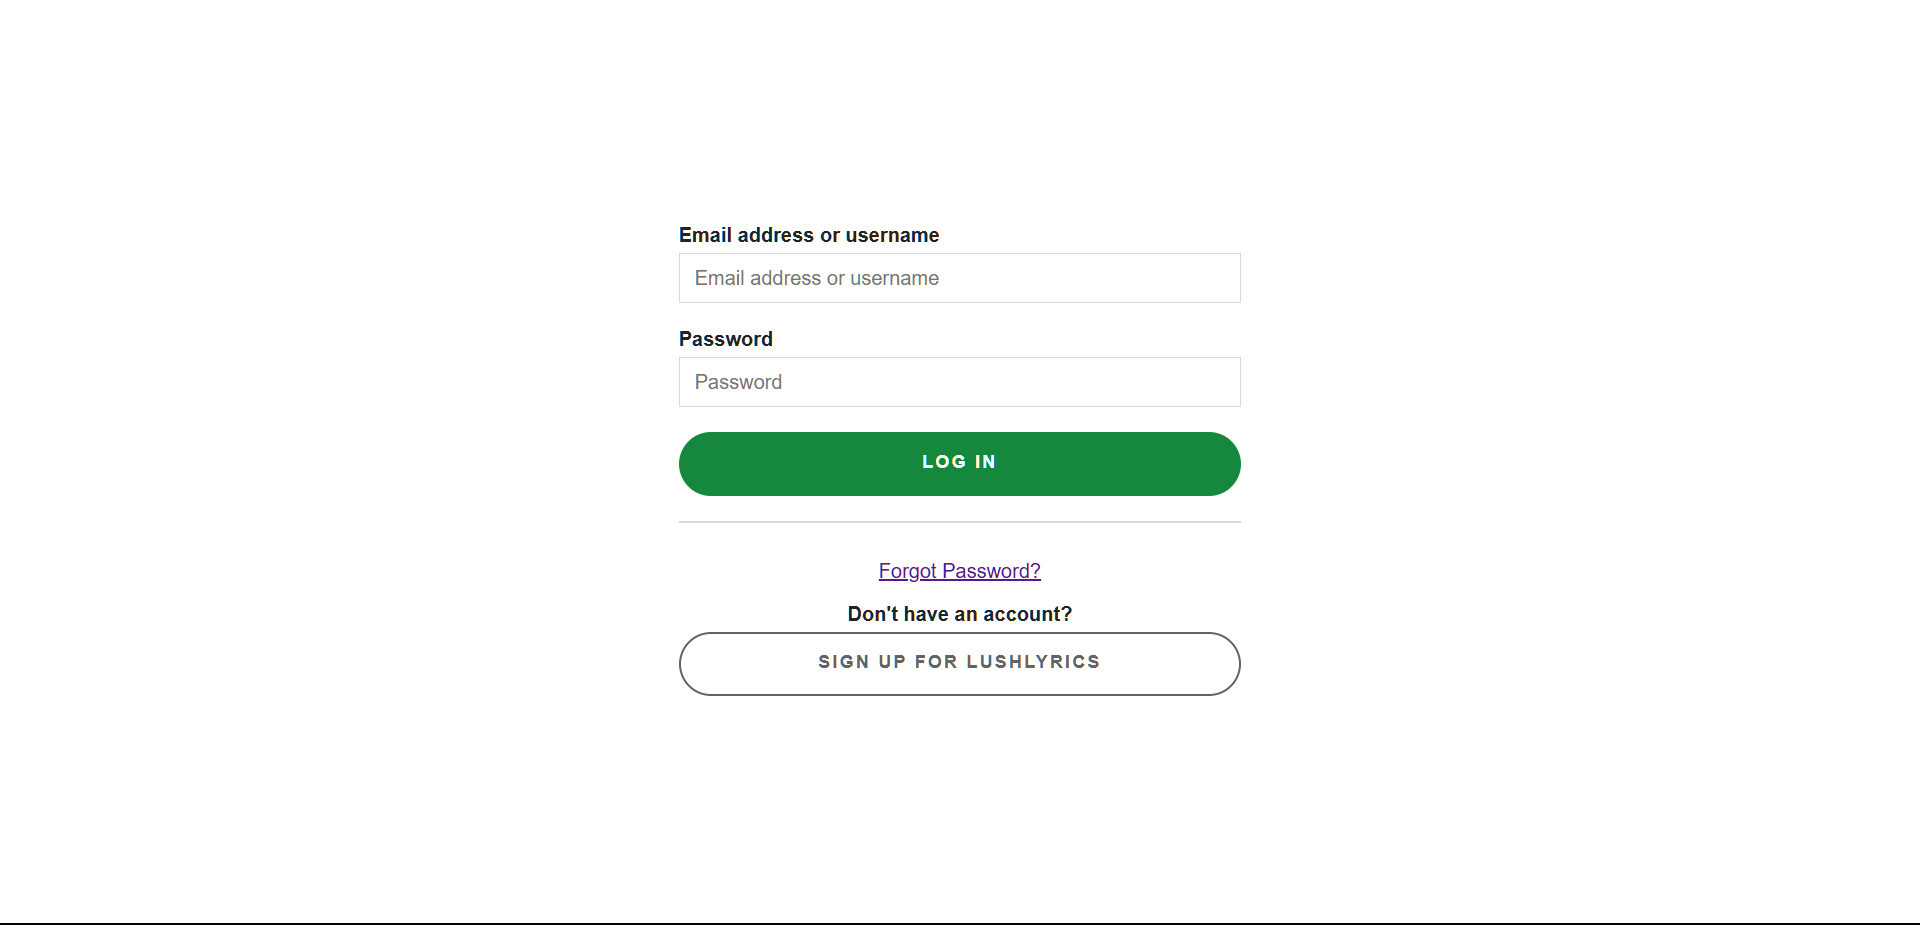 Email address or username
Email address or username
Password
Password
LOG IN
Forgot Password?
Don't have an account?
SIGN UP FOR LUSHLYRICS